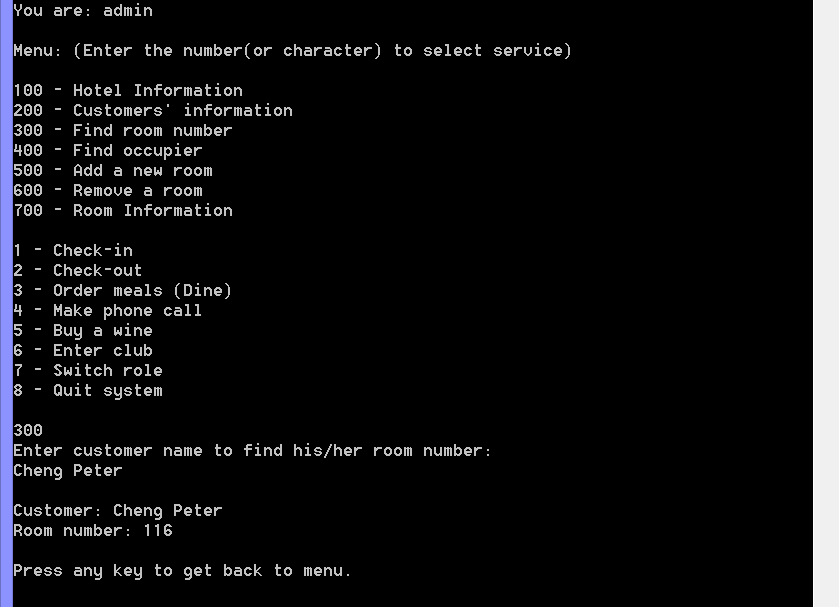 You are: admin
Menu: (Enter the number(or character) to select service)
100 - Hotel Information
200 - Customers' information
300 - Find room number
400 - Find occupier
500 - Add a new room
600 - Remove a room
700 - Room Information
1 - Check-in
2 - Check-out
3 - Order meals (Dine)
4 - Make phone call
5 - Buy a wine
6 - Enter club
7 - Switch role
8 - Quit system
300
Enter customer name to find his/her room number:
Cheng Peter
Customer: Cheng Peter
Room number: 116
Press any key to get back to menu.